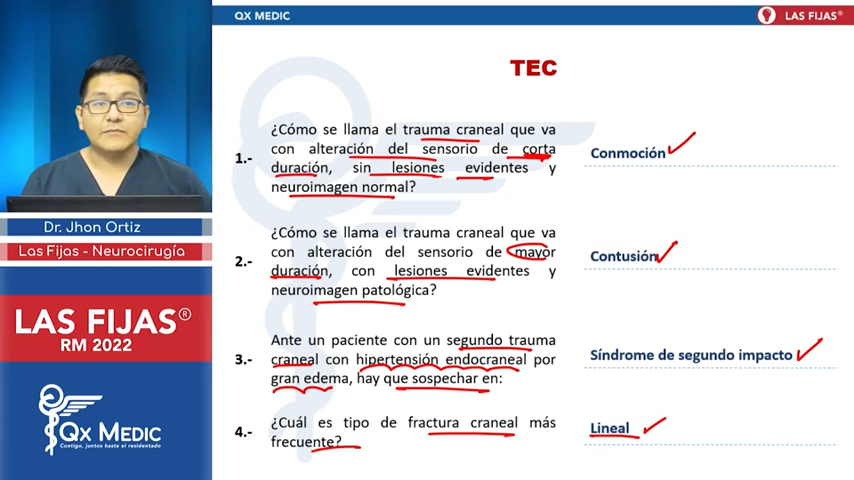 QX MEDIC
LAS FIJAS®
TEC
1.-
¿Cómo se llama el trauma craneal que va
con alteración del sensorio de corta
duración, sin lesiones evidentes y
neuroimagen normal?
Conmoción
2.-
¿Cómo se llama el trauma craneal que va
con alteración del sensorio de mayor
duración, con lesiones evidentes y
neuroimagen patológica?
Contusión
3.-
Ante un paciente con un segundo trauma
craneal con hipertensión endocraneal por
gran edema, hay que sospechar en:
Síndrome de segundo impacto
4.-
¿Cuál es tipo de fractura craneal más
frecuente?
Lineal
Dr. Jhon Ortiz
Las Fijas - Neurocirugía
LAS FIJAS®
RM 2022
QX MEDIC
Contigo, juntos hasta el residentado